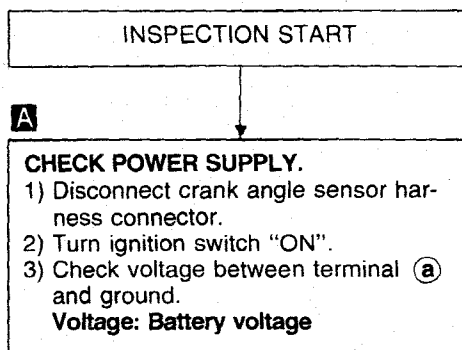 INSPECTION START
A
CHECK POWER SUPPLY.
1) Disconnect crank angle sensor har-
ness connector.
2) Turn ignition switch “ON”.
3) Check voltage between terminal ⓐ
and ground.
Voltage: Battery voltage